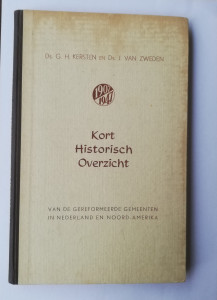 Ds. G. H. KERSTEN en Ds. J. VAN ZWEDEN
1907
1947
Kort
Historisch
Overzicht
VAN DE GEREFORMEERDE GEMEENTEN
IN NEDERLAND EN NOORD-AMERIKA